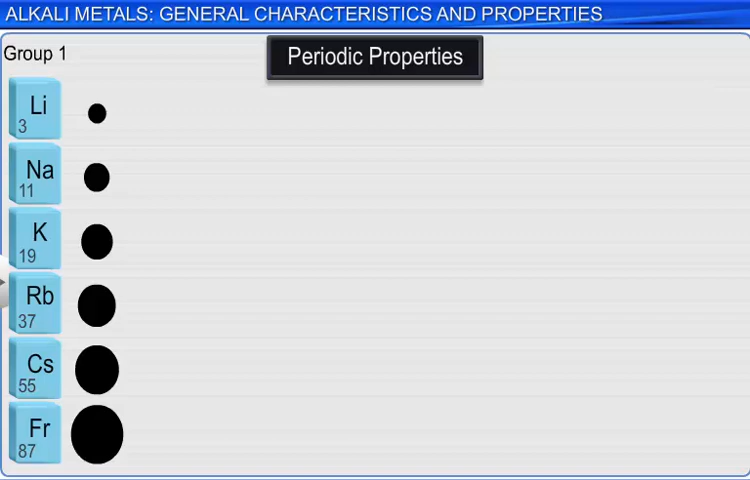 ALKALI METALS: GENERAL CHARACTERISTICS AND PROPERTIES
Group 1
Periodic Properties
Li
3
Na
11
K
19
Rb
37
Cs
55
Fr
87